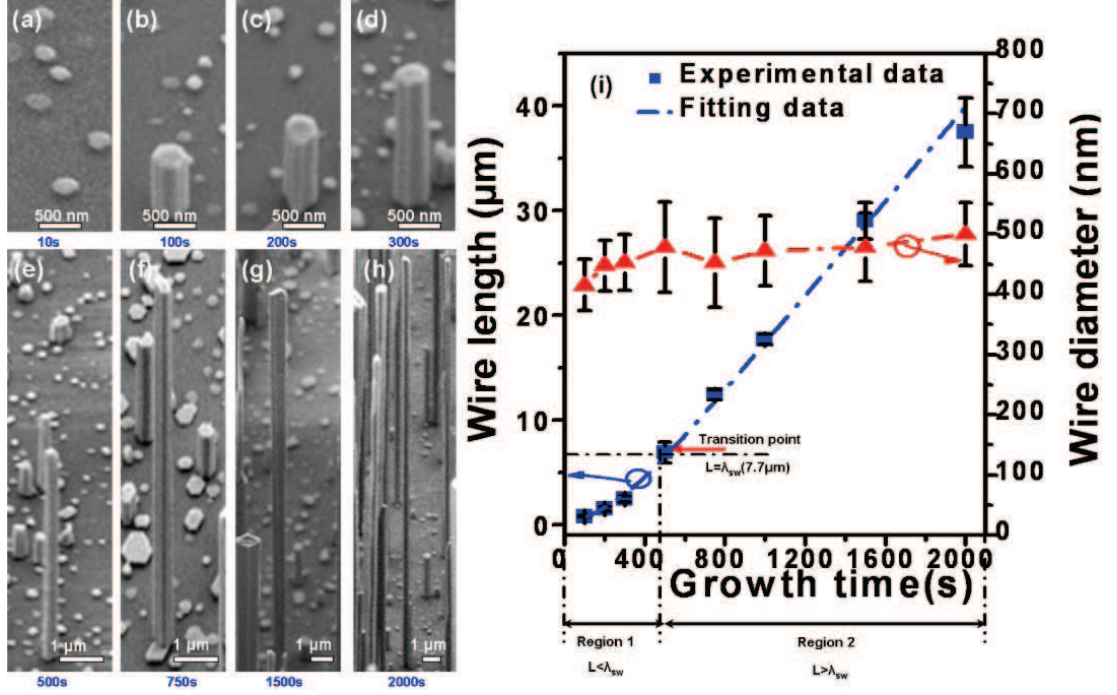 (a)
(b)
(c)
(d)
500 nm
500 nm
500 nm
500 nm
10s
100s
200s
300s
(e)
(f)
(g)
(h)
1 µm
1 µm
1 µm
1 µm
500s
750s
1500s
2000s
(i)
Experimental data
Fitting data
Wire length (µm)
40
30
20
10
0
Wire diameter (nm)
800
700
600
500
400
300
200
100
0
Transition point
L=λsw(7.7µm)
0 400 800 1200 1600 2000
Growth time(s)
Region 1
Region 2
L<λsw
L>λsw